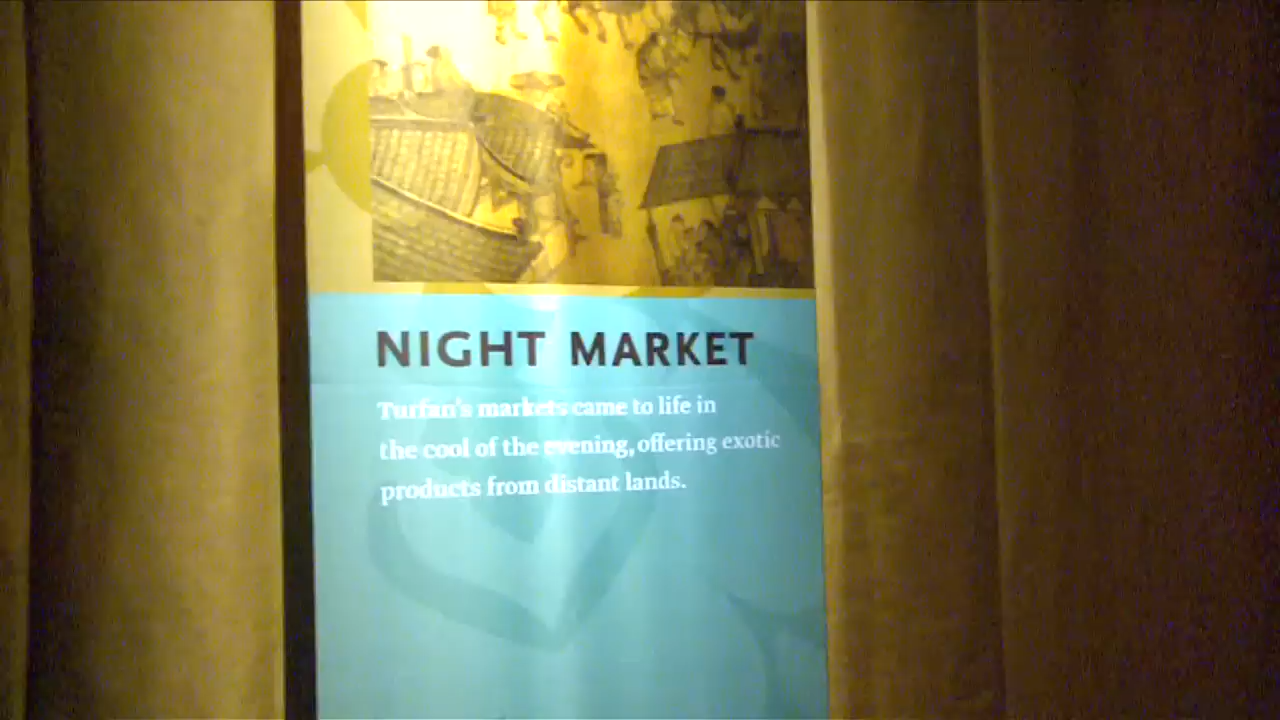 NIGHT MARKET
Turfan's markets came to life in
the cool of the evening, offering exotic
products from distant lands.